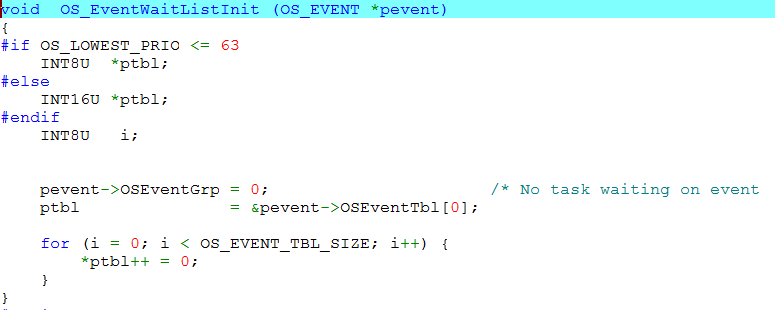 void  OS_EventWaitListInit (OS_EVENT *pevent)
{
#if OS_LOWEST_PRIO <= 63
    INT8U  *ptbl;
#else
    INT16U *ptbl;
#endif
    INT8U   i;
    pevent->OSEventGrp = 0;                      /* No task waiting on event
    ptbl               = &pevent->OSEventTbl[0];
    for (i = 0; i < OS_EVENT_TBL_SIZE; i++) {
        *ptbl++ = 0;
    }
}